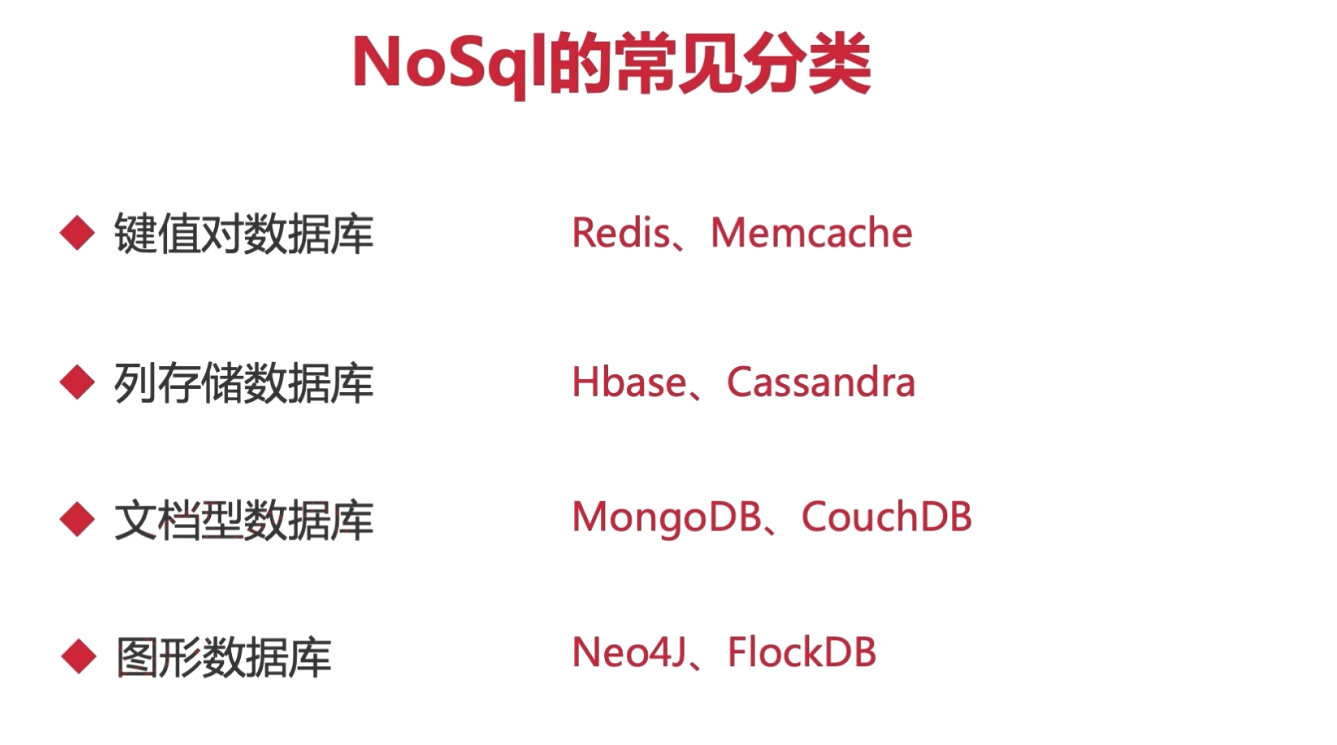 NoSql的常见分类
键值对数据库 Redis、Memcache
列存储数据库 Hbase、Cassandra
文档型数据库 MongoDB、CouchDB
图形数据库 Neo4J、FlockDB